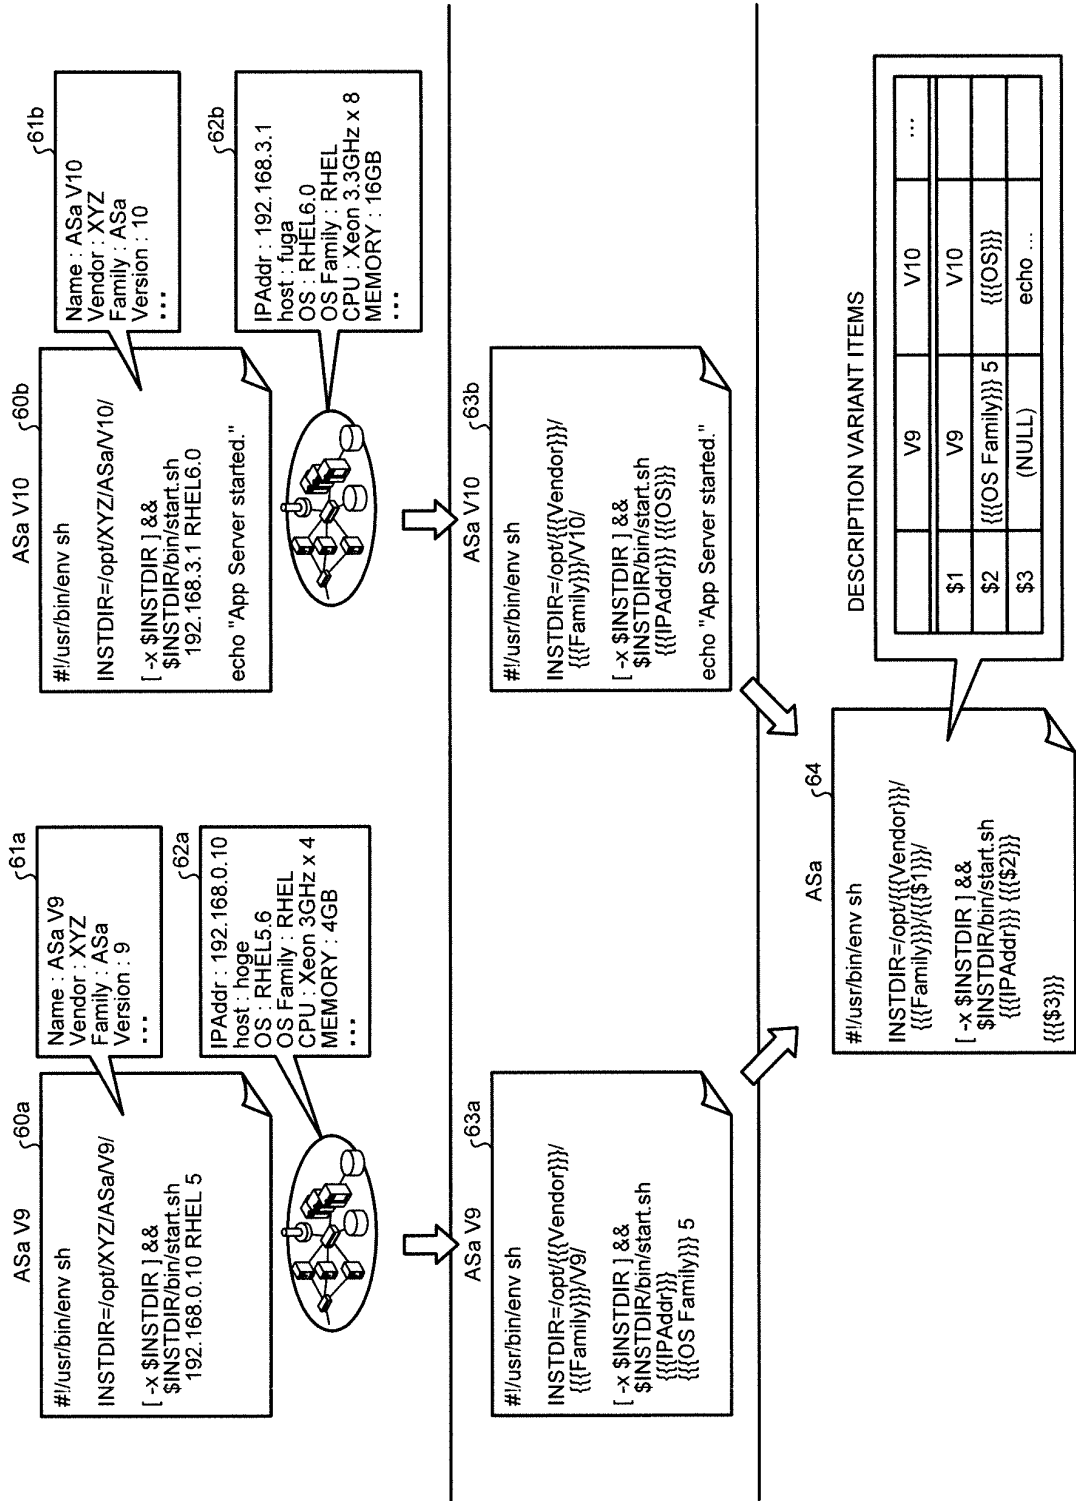 ASa V9
60a
#!/usr/bin/env sh
INSTDIR=/opt/XYZ/ASa/V9/
[ -x $INSTDIR ] &&
$INSTDIR/bin/start.sh
192.168.0.10 RHEL 5
61a
Name : ASa V9
Vendor : XYZ
Family : ASa
Version : 9
...
62a
IPAddr : 192.168.0.10
host : hoge
OS : RHEL5.6
OS Family : RHEL
CPU : Xeon 3GHz x 4
MEMORY : 4GB
...
ASa V10
60b
#!/usr/bin/env sh
INSTDIR=/opt/XYZ/ASa/V10/
[ -x $INSTDIR ] &&
$INSTDIR/bin/start.sh
192.168.3.1 RHEL6.0
echo "App Server started."
61b
Name : ASa V10
Vendor : XYZ
Family : ASa
Version : 10
...
62b
IPAddr : 192.168.3.1
host : fuga
OS : RHEL6.0
OS Family : RHEL
CPU : Xeon 3.3GHz x 8
MEMORY : 16GB
...
ASa V9
63a
#!/usr/bin/env sh
INSTDIR=/opt/{{{Vendor}}}/
{{{Family}}}/V9/
[ -x $INSTDIR ] &&
$INSTDIR/bin/start.sh
{{{IPAddr}}}
{{{OS Family}}} 5
ASa V10
63b
#!/usr/bin/env sh
INSTDIR=/opt/{{{Vendor}}}/
{{{Family}}}/V10/
[ -x $INSTDIR ] &&
$INSTDIR/bin/start.sh
{{{IPAddr}}} {{{OS}}}
echo "App Server started."
ASa
64
#!/usr/bin/env sh
INSTDIR=/opt/{{{Vendor}}}/
{{{Family}}}/{{{$1}}}/
[ -x $INSTDIR ] &&
$INSTDIR/bin/start.sh
{{{IPAddr}}} {{{$2}}}
{{{$3}}}
DESCRIPTION VARIANT ITEMS
V9 V10 ...
$1 V9 V10
$2 {{{OS Family}}} 5 {{{OS}}}
$3 (NULL) echo ...